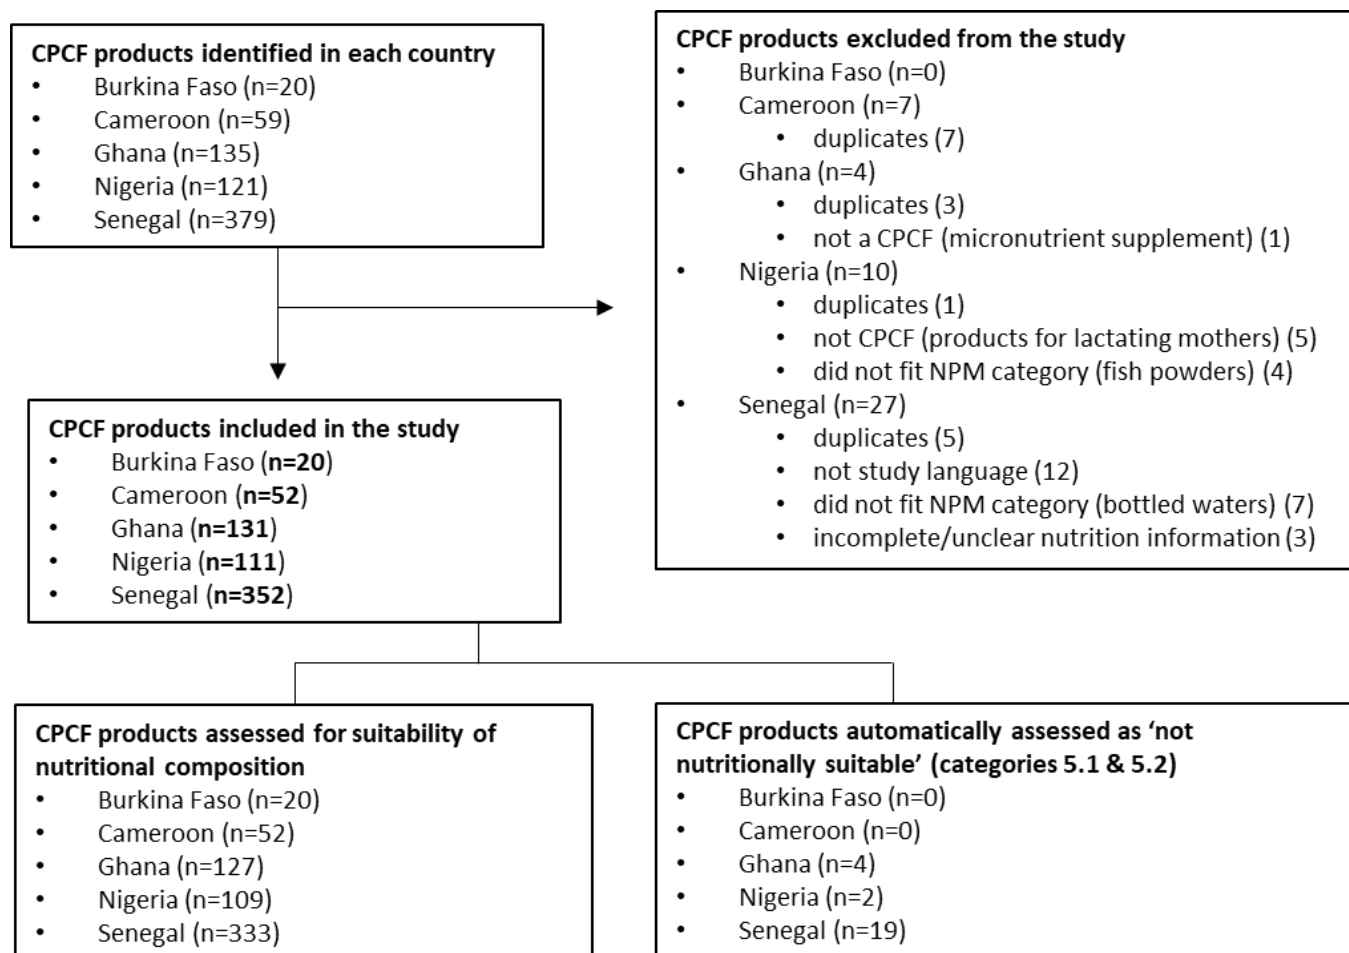 CPCF products identified in each country
• Burkina Faso (n=20)
• Cameroon (n=59)
• Ghana (n=135)
• Nigeria (n=121)
• Senegal (n=379)
CPCF products excluded from the study
• Burkina Faso (n=0)
• Cameroon (n=7)
• duplicates (7)
• Ghana (n=4)
• duplicates (3)
• not a CPCF (micronutrient supplement) (1)
• Nigeria (n=10)
• duplicates (1)
• not CPCF (products for lactating mothers) (5)
• did not fit NPM category (fish powders) (4)
• Senegal (n=27)
• duplicates (5)
• not study language (12)
• did not fit NPM category (bottled waters) (7)
• incomplete/unclear nutrition information (3)
CPCF products included in the study
• Burkina Faso (n=20)
• Cameroon (n=52)
• Ghana (n=131)
• Nigeria (n=111)
• Senegal (n=352)
CPCF products assessed for suitability of
nutritional composition
• Burkina Faso (n=20)
• Cameroon (n=52)
• Ghana (n=127)
• Nigeria (n=109)
• Senegal (n=333)
CPCF products automatically assessed as ‘not
nutritionally suitable’ (categories 5.1 & 5.2)
• Burkina Faso (n=0)
• Cameroon (n=0)
• Ghana (n=4)
• Nigeria (n=2)
• Senegal (n=19)